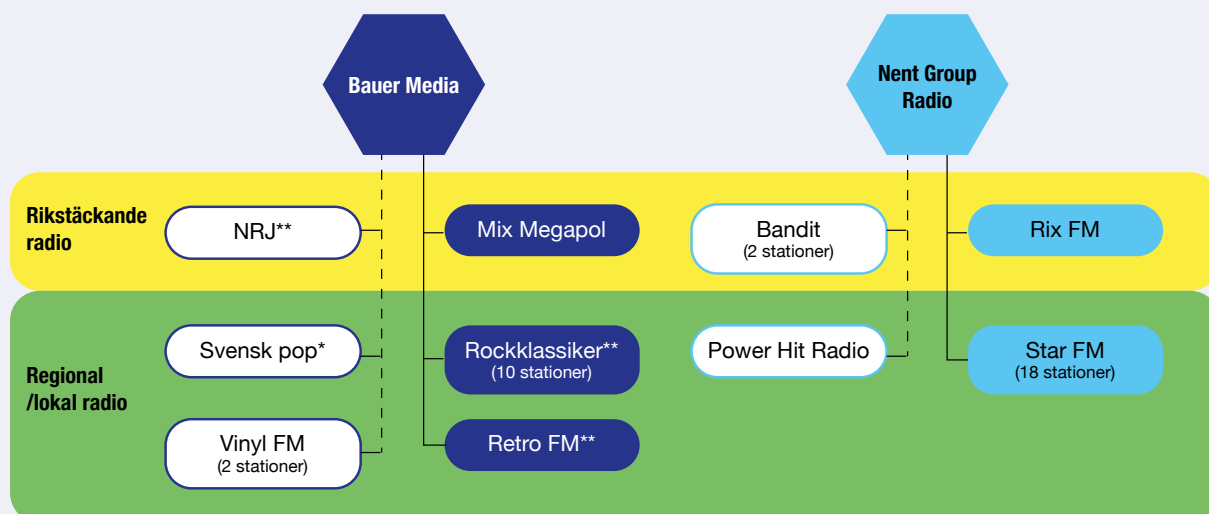 Bauer Media
Nent Group
Radio
Rikstäckande
radio
NRJ**
Mix Megapol
Bandit
(2 stationer)
Rix FM
Regional
/lokal radio
Svensk pop*
Rockklassiker**
(10 stationer)
Power Hit Radio
Star FM
(18 stationer)
Vinyl FM
(2 stationer)
Retro FM**